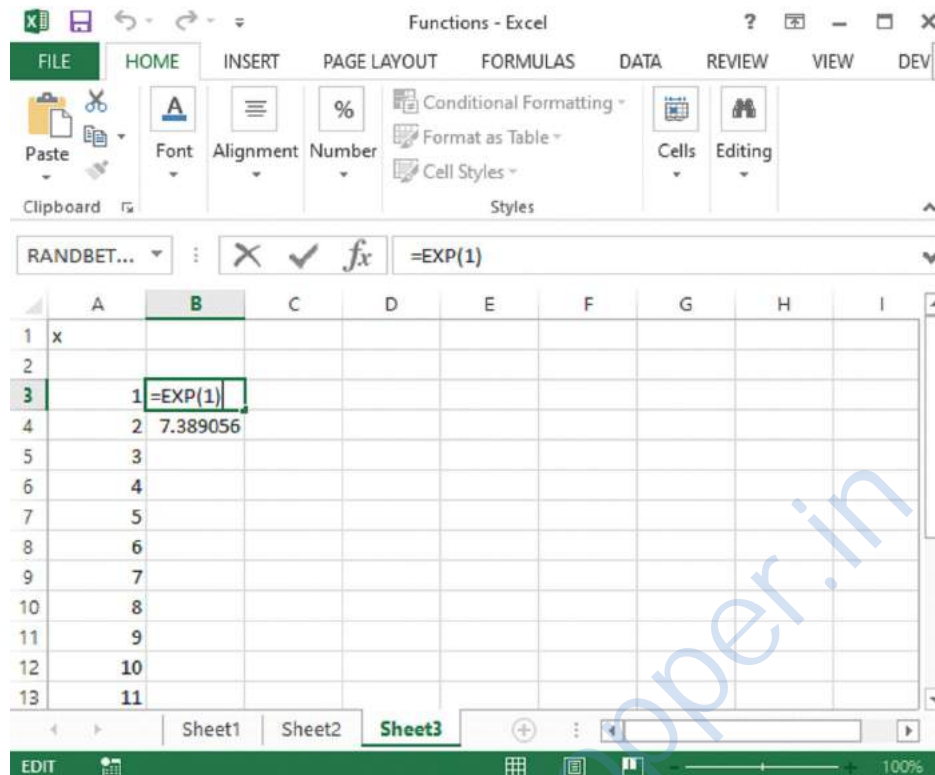 Functions - Excel
FILE HOME INSERT PAGE LAYOUT FORMULAS DATA REVIEW VIEW DEV
Paste
Font Alignment Number
Conditional Formatting
Format as Table
Cell Styles
Cells Editing
Clipboard Styles
RANDBET... fx =EXP(1)
A B C D E F G H I
1 x
2
3 1 =EXP(1)
4 2 7.389056
5 3
6 4
7 5
8 6
9 7
10 8
11 9
12 10
13 11
Sheet1 Sheet2 Sheet3
EDIT 100%